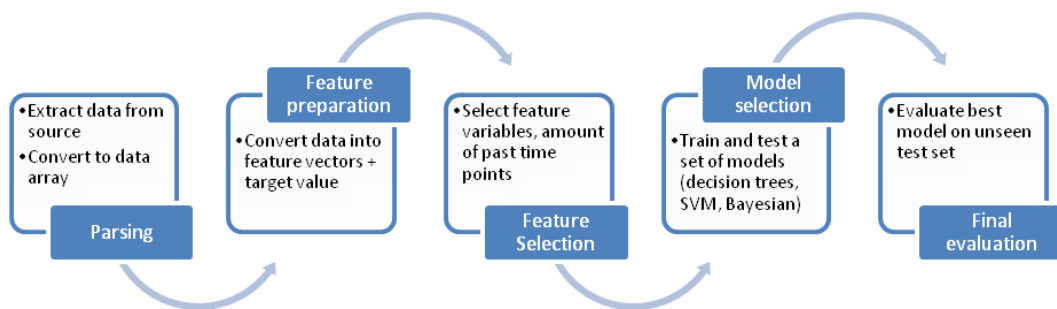 •Extract data from
source
•Convert to data
array
Parsing
Feature
preparation
•Convert data into
feature vectors +
target value
•Select feature
variables, amount
of past time
points
Feature
Selection
Model
selection
•Train and test a
set of models
(decision trees,
SVM, Bayesian)
•Evaluate best
model on unseen
test set
Final
evaluation